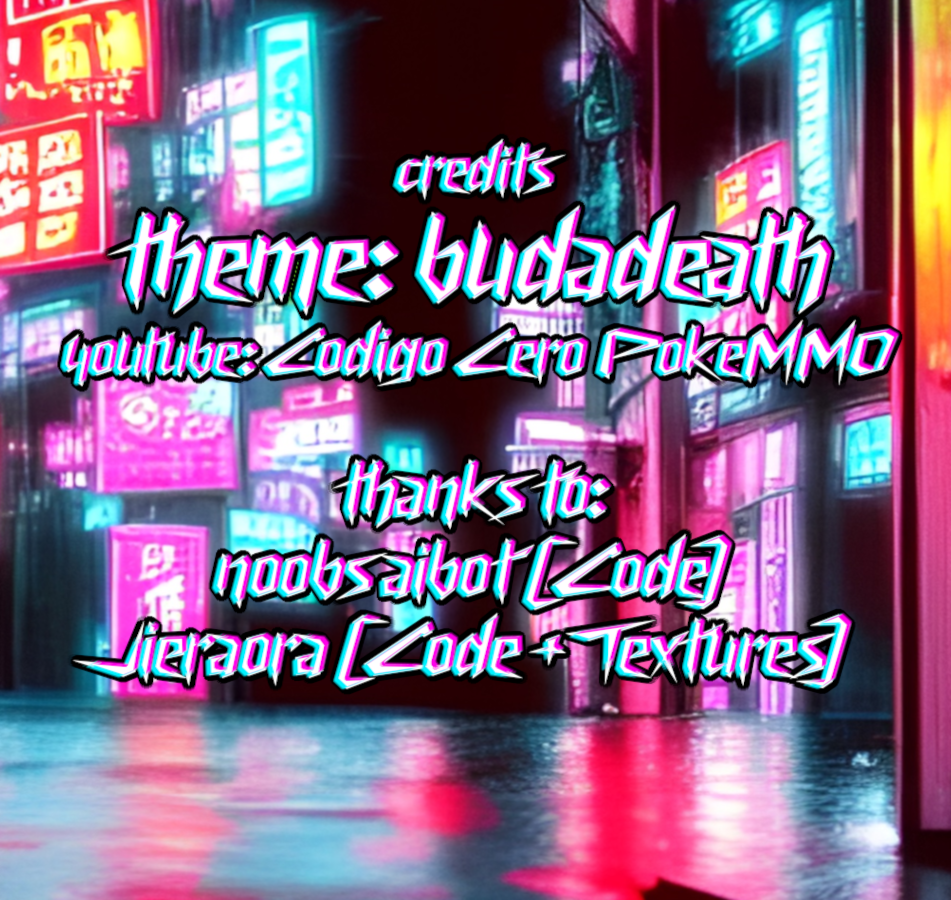 credits
theme: budadeath
youtube: Codigo Cero PokeMMO
thanks to:
noobsaibot (Code)
Jieraora (Code + Textures)